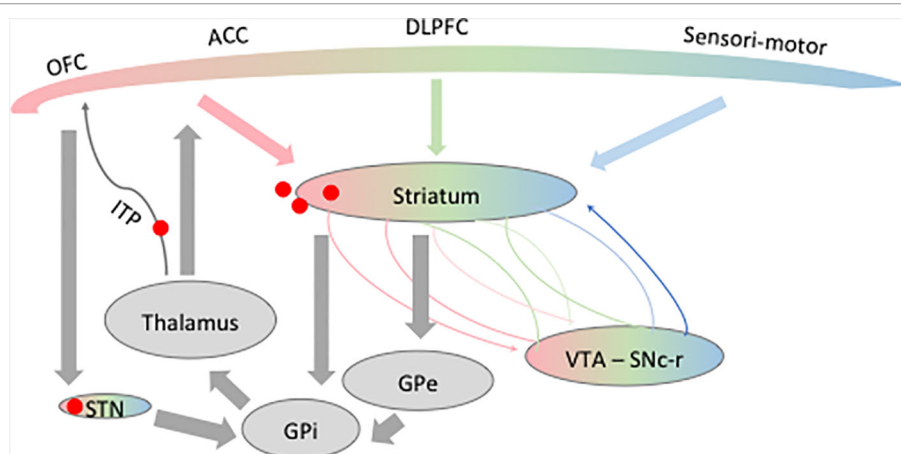 OFC
ACC
DLPFC
Sensori-motor
Striatum
ITP
Thalamus
VTA – SNc-r
GPe
STN
GPi